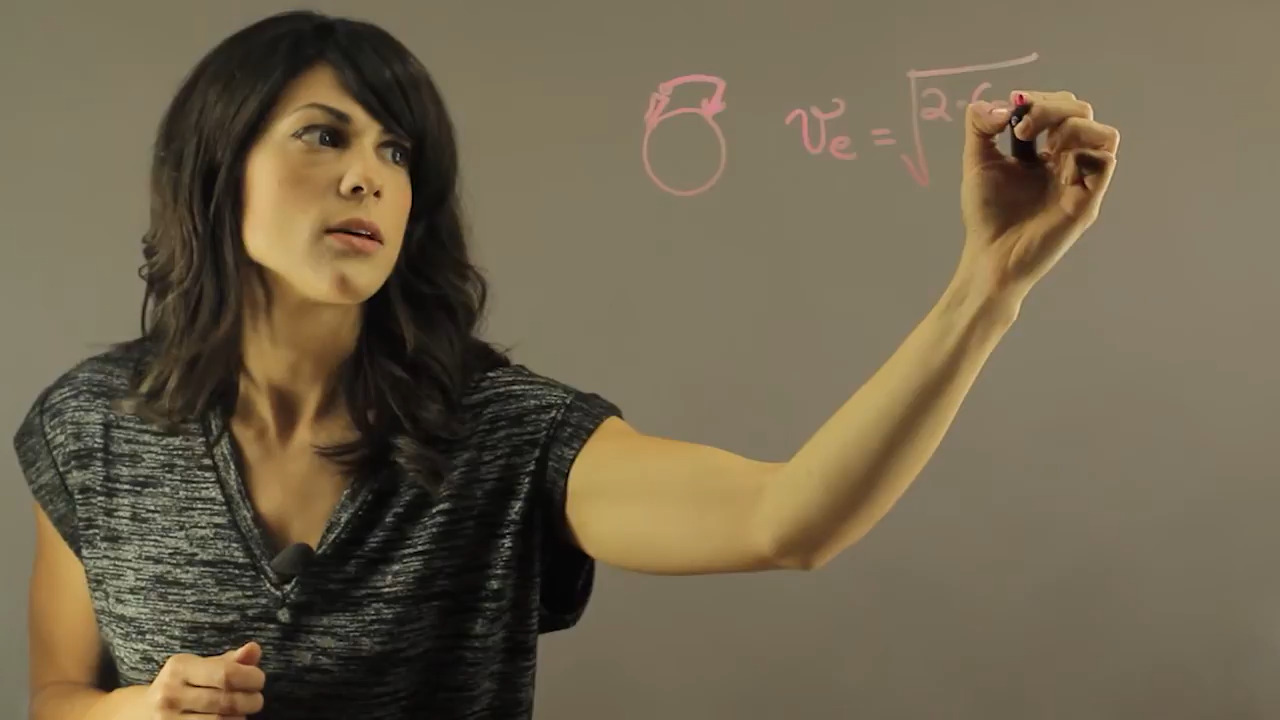 vₑ = √2·G